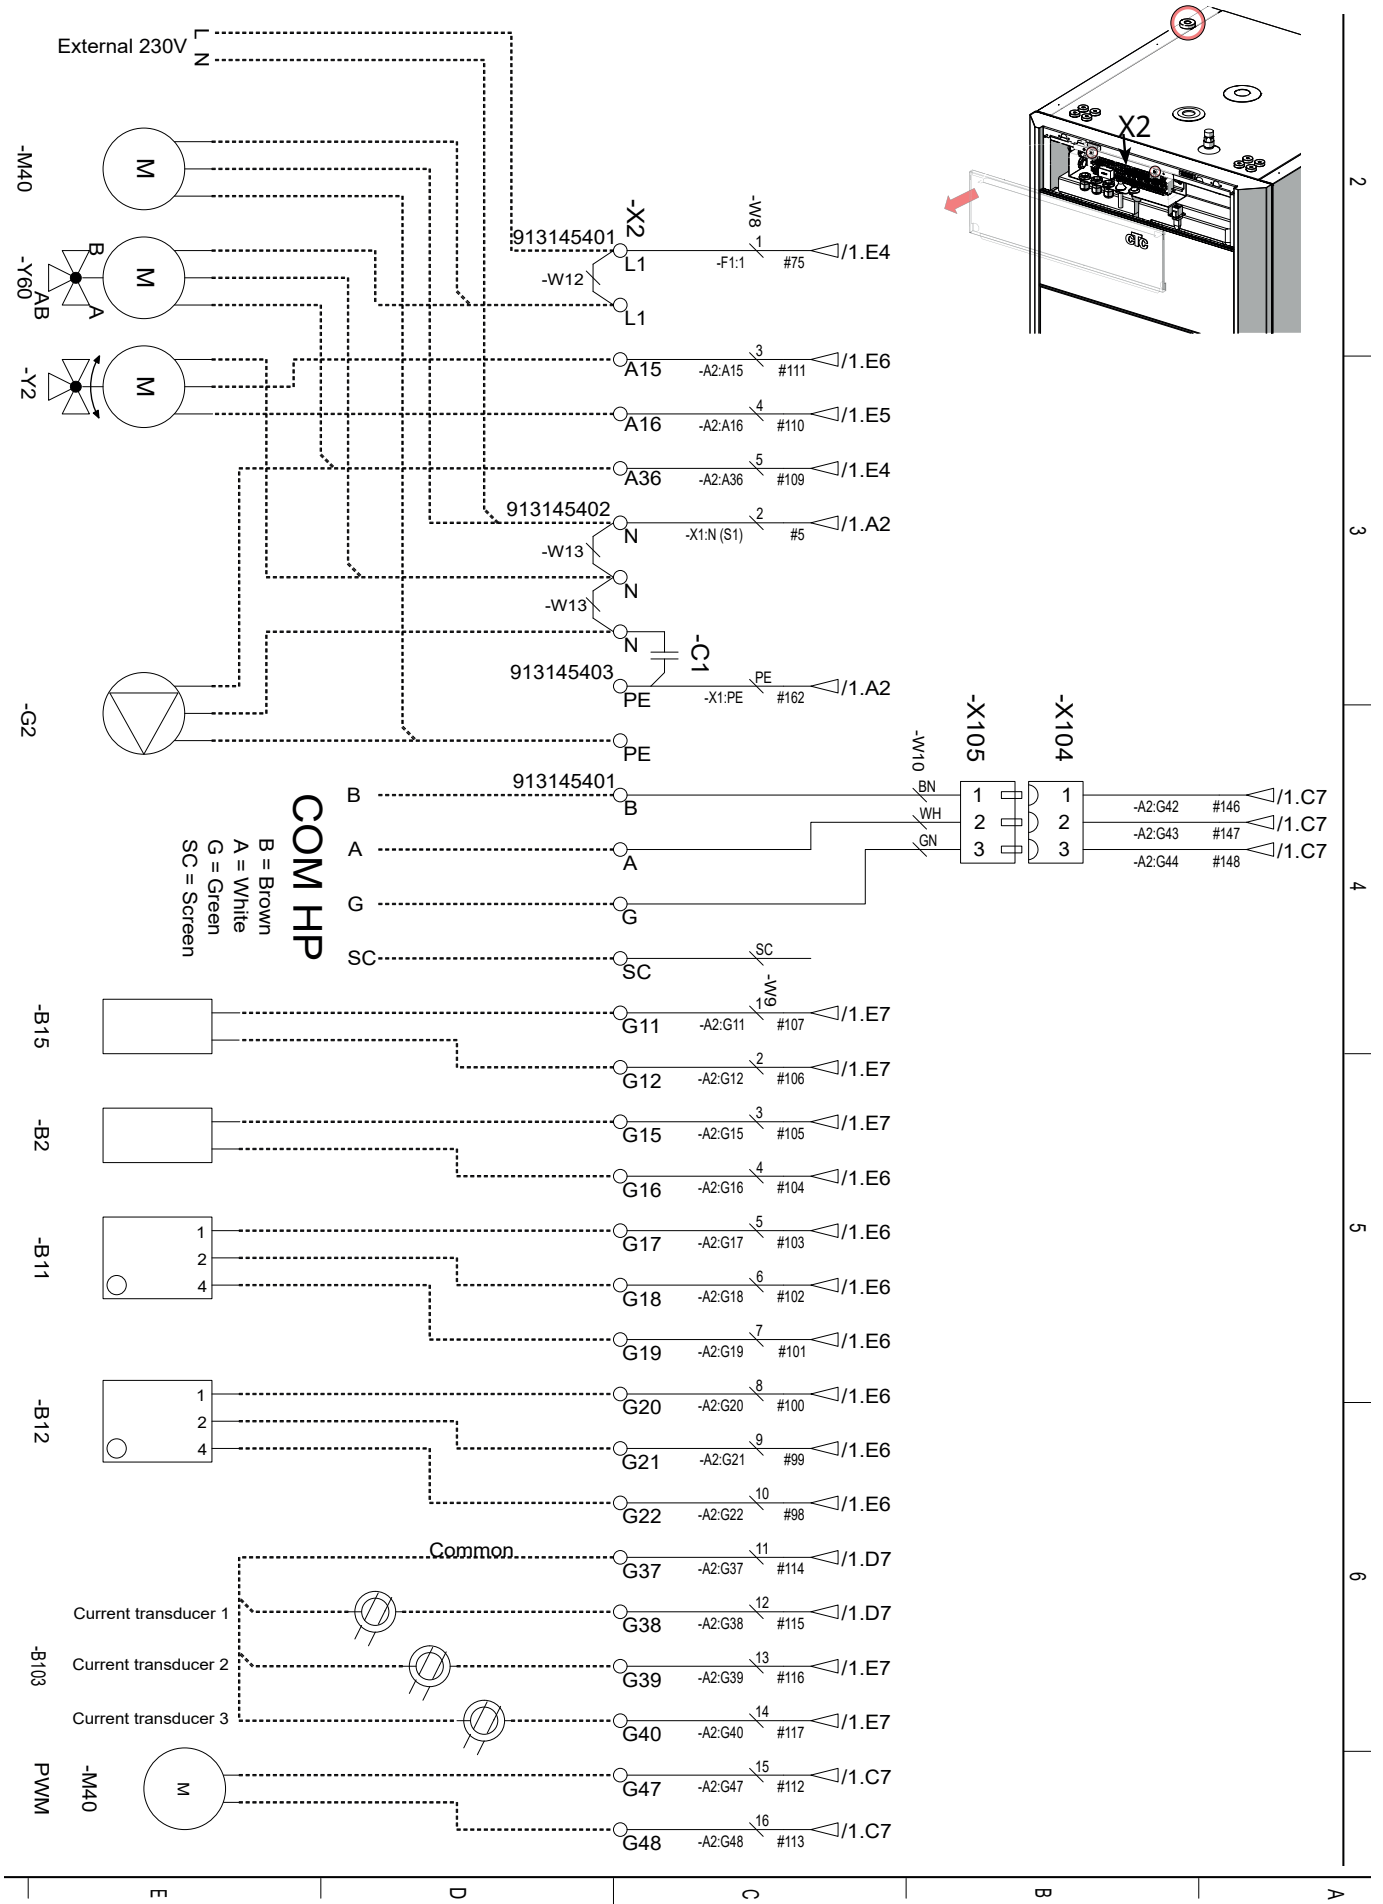 External 230V
L
N
-M40
M
-Y60
B
A
AB
M
-Y2
M
-G2
-X2
-W8
913145401
L1
-W12
L1
-F1:1
1
#75
/1.E4
A15
-A2:A15
3
#111
/1.E6
A16
-A2:A16
4
#110
/1.E5
A36
-A2:A36
5
#109
/1.E4
913145402
N
-X1:N (S1)
2
#5
/1.A2
-W13
N
-W13
N
-C1
913145403
PE
-X1:PE
PE
#162
/1.A2
PE
X2
CTC
-X105
-X104
-W10
COM HP
B = Brown
A = White
G = Green
SC = Screen
B
913145401
B
BN
1
1
-A2:G42
#146
/1.C7
A
A
WH
2
2
-A2:G43
#147
/1.C7
G
G
GN
3
3
-A2:G44
#148
/1.C7
SC
SC
SC
-W9
-B15
G11
-A2:G11
1
#107
/1.E7
G12
-A2:G12
2
#106
/1.E7
-B2
G15
-A2:G15
3
#105
/1.E7
G16
-A2:G16
4
#104
/1.E6
-B11
1
2
4
G17
-A2:G17
5
#103
/1.E6
G18
-A2:G18
6
#102
/1.E6
G19
-A2:G19
7
#101
/1.E6
-B12
1
2
4
G20
-A2:G20
8
#100
/1.E6
G21
-A2:G21
9
#99
/1.E6
G22
-A2:G22
10
#98
/1.E6
Common
G37
-A2:G37
11
#114
/1.D7
-B103
Current transducer 1
G38
-A2:G38
12
#115
/1.D7
Current transducer 2
G39
-A2:G39
13
#116
/1.E7
Current transducer 3
G40
-A2:G40
14
#117
/1.E7
PWM
-M40
M
G47
-A2:G47
15
#112
/1.C7
G48
-A2:G48
16
#113
/1.C7
2
3
4
5
6
E
D
C
B
A